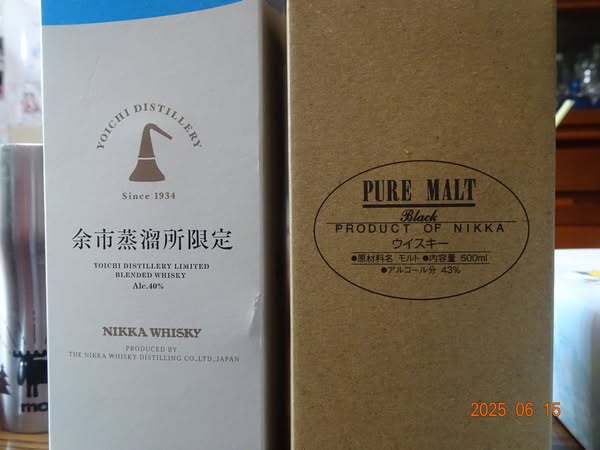 YOICHI DISTILLERY
Since 1934
余市蒸溜所限定
YOICHI DISTILLERY LIMITED
BLENDED WHISKY
Alc.40%
NIKKA WHISKY
PRODUCED BY
THE NIKKA WHISKY DISTILLING CO.,LTD.,JAPAN
PURE MALT
Black
PRODUCT OF NIKKA
ウイスキー
●原材料名 モルト ●内容量 500ml
●アルコール分 43%
mo
2025 06 15